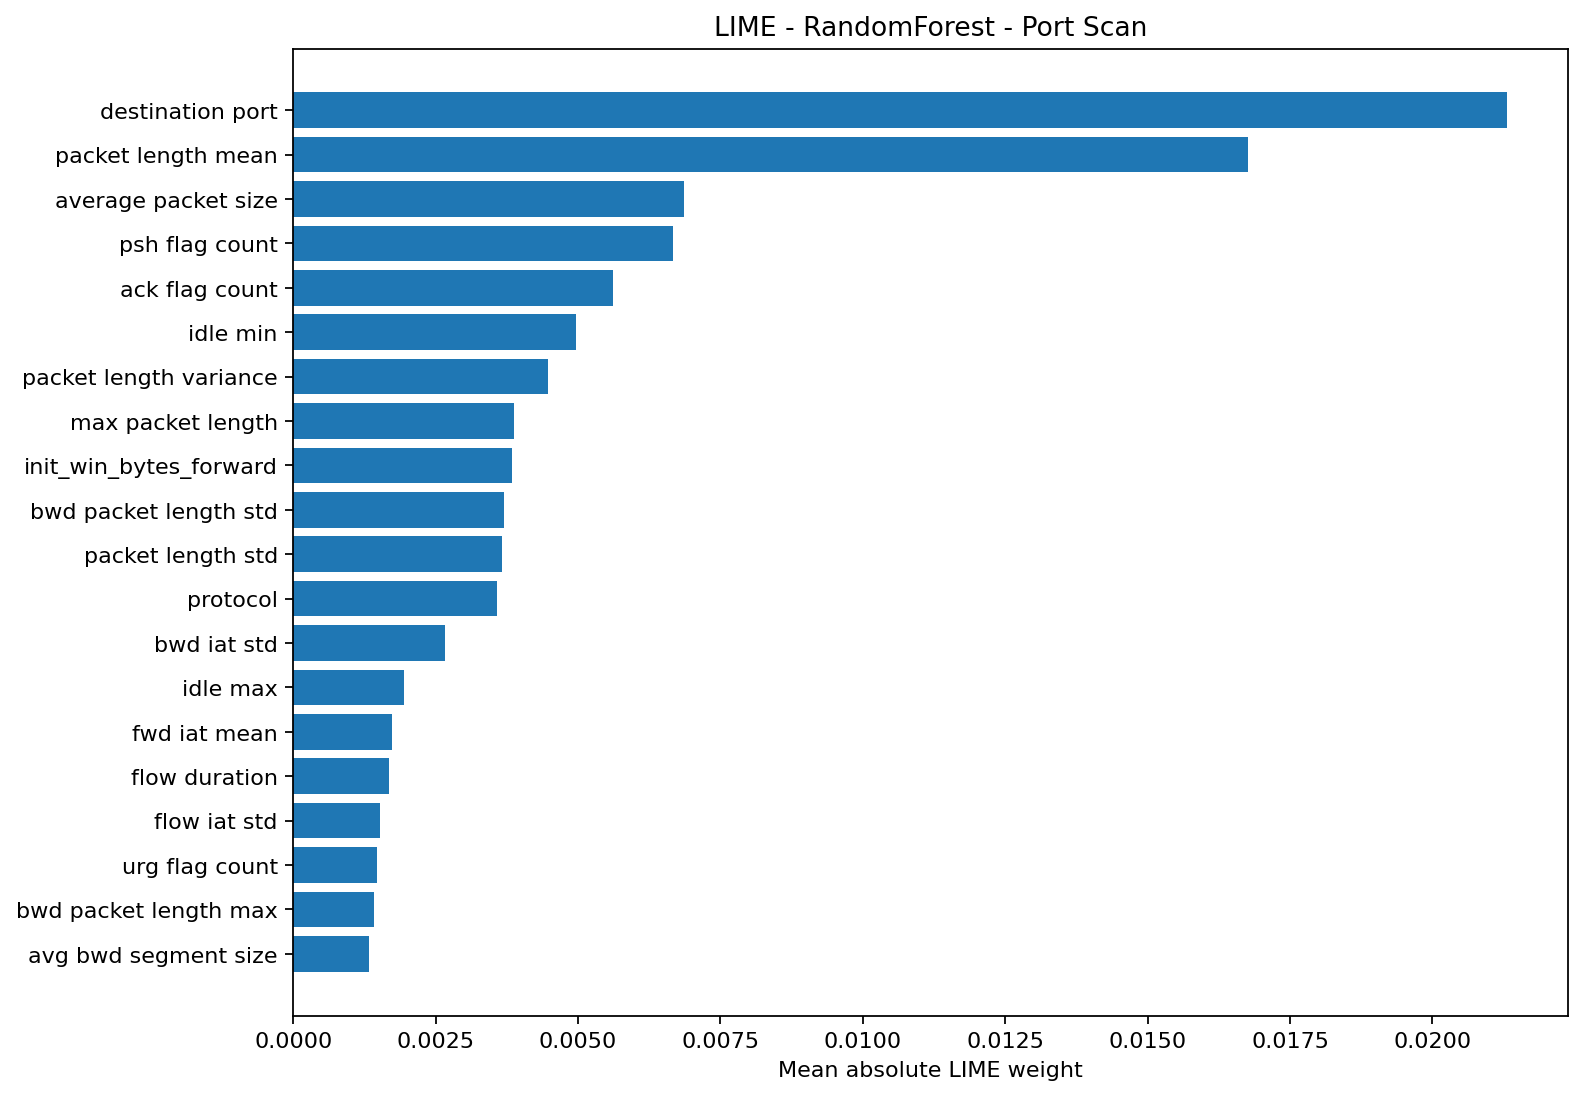 LIME - RandomForest - Port Scan
destination port
packet length mean
average packet size
psh flag count
ack flag count
idle min
packet length variance
max packet length
init_win_bytes_forward
bwd packet length std
packet length std
protocol
bwd iat std
idle max
fwd iat mean
flow duration
flow iat std
urg flag count
bwd packet length max
avg bwd segment size
0.0000 0.0025 0.0050 0.0075 0.0100 0.0125 0.0150 0.0175 0.0200
Mean absolute LIME weight